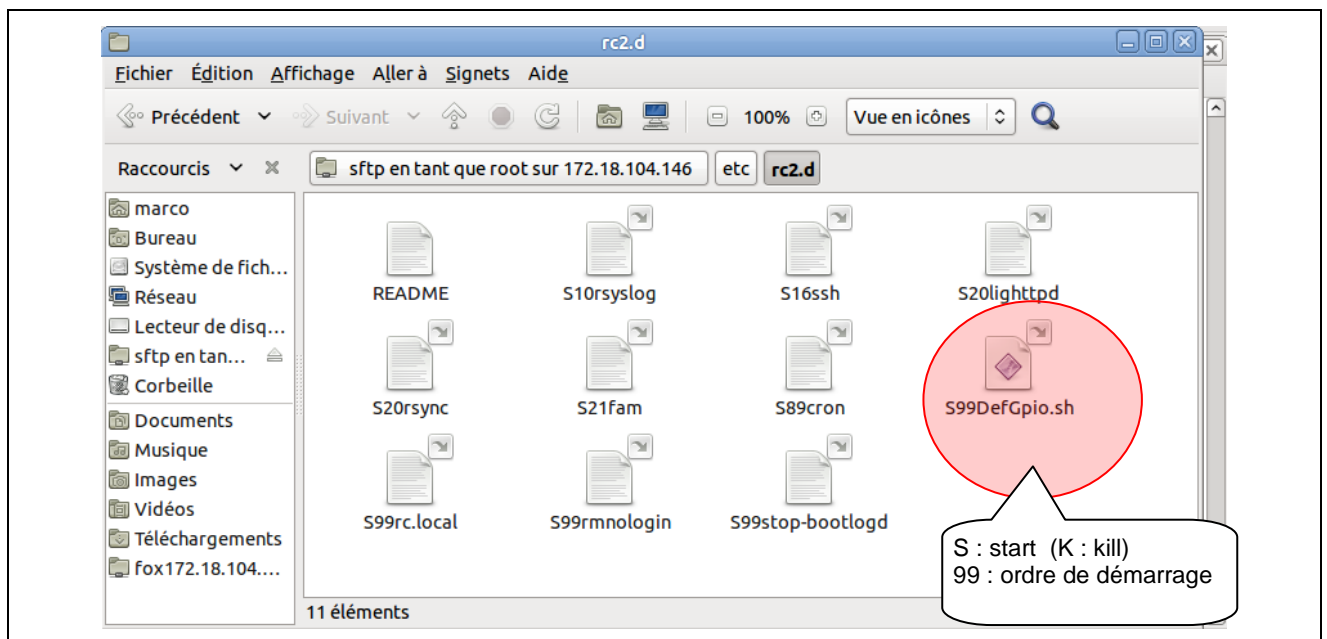 rc2.d
Fichier Édition Affichage Aller à Signets Aide
Précédent Suivant 100% Vue en icônes
Raccourcis sftp en tant que root sur 172.18.104.146 etc rc2.d
marco
Bureau
Système de fich...
Réseau
Lecteur de disq...
sftp en tan...
Corbeille
Documents
Musique
Images
Vidéos
Téléchargements
fox172.18.104....
README S10rsyslog S16ssh S20lighttpd
S20rsync S21fam S89cron S99DefGpio.sh
S99rc.local S99rmnologin S99stop-bootlogd
S : start (K : kill)
99 : ordre de démarrage
11 éléments